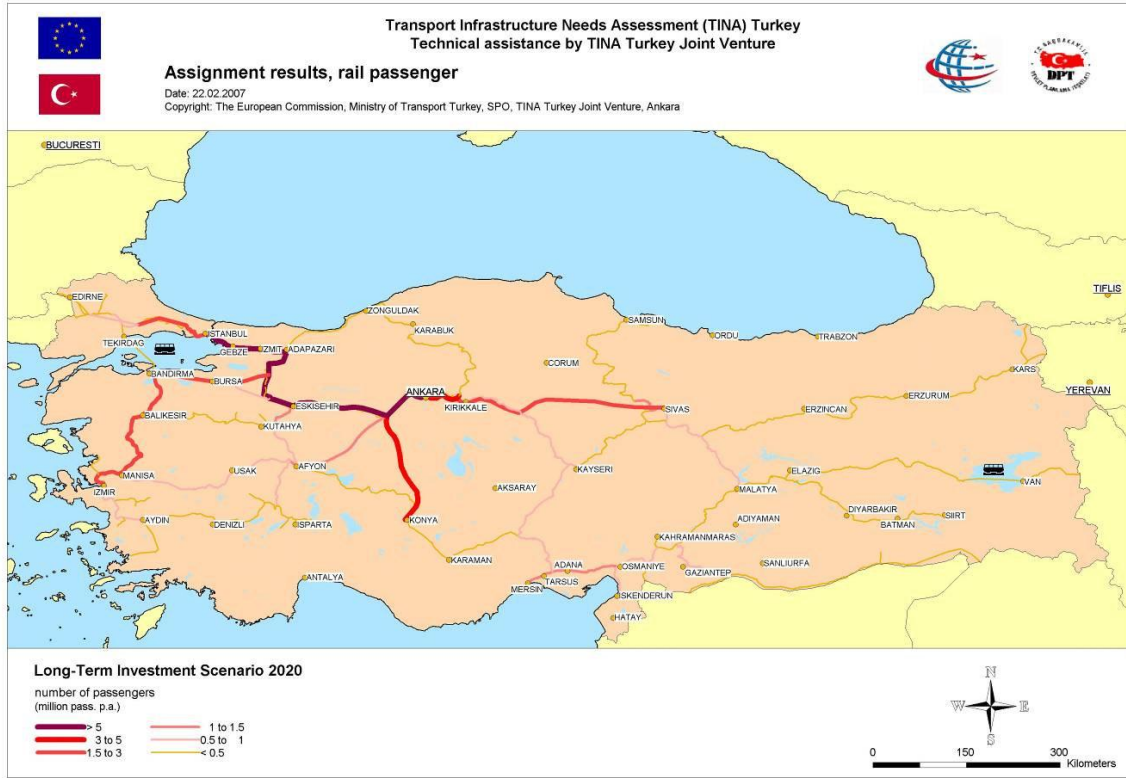 Transport Infrastructure Needs Assessment (TINA) Turkey
Technical assistance by TINA Turkey Joint Venture
Assignment results, rail passenger
Date: 22.02.2007
Copyright: The European Commission, Ministry of Transport Turkey, SPO, TINA Turkey Joint Venture, Ankara
DPT
BUCURESTI
TIFLIS
YEREVAN
EDIRNE
TEKIRDAG
ISTANBUL
GEBZE
IZMIT
ADAPAZARI
ZONGULDAK
KARABUK
SAMSUN
ORDU
TRABZON
KARS
CORUM
BANDIRMA
BURSA
BALIKESIR
ESKISEHIR
KUTAHYA
ANKARA
KIRIKKALE
SIVAS
ERZINCAN
ERZURUM
MANISA
IZMIR
USAK
AFYON
AKSARAY
KAYSERI
MALATYA
ELAZIG
VAN
AYDIN
DENIZLI
ISPARTA
KONYA
KARAMAN
ADIYAMAN
DIYARBAKIR
BATMAN
SIIRT
KAHRAMANMARAS
GAZIANTEP
SANLIURFA
ANTALYA
MERSIN
TARSUS
ADANA
OSMANIYE
ISKENDERUN
HATAY
Long-Term Investment Scenario 2020
number of passengers
(million pass. p.a.)
> 5
3 to 5
1.5 to 3
1 to 1.5
0.5 to 1
< 0.5
N
W E
S
0 150 300
Kilometers